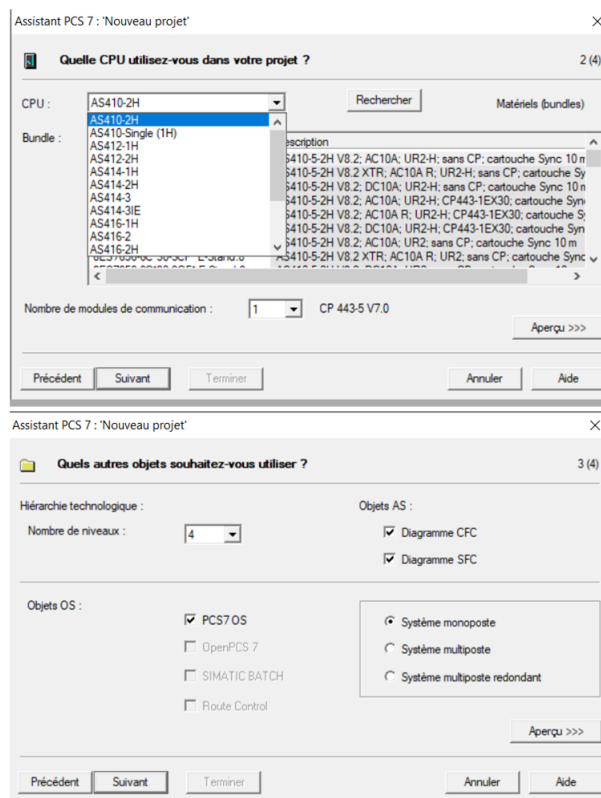 Assistant PCS 7 : 'Nouveau projet'
Quelle CPU utilisez-vous dans votre projet ? 2 (4)
CPU : AS410-2H Rechercher Matériels (bundles)
Bundle :
AS410-2H
AS410-Single (1H)
AS412-1H
AS412-2H
AS414-1H
AS414-2H
AS414-3
AS414-3IE
AS416-1H
AS416-2
AS416-2H
escription
S410-5-2H V8.2; AC10A; UR2-H; sans CP; cartouche Sync 10 m
S410-5-2H V8.2 XTR; AC10A R; UR2-H; sans CP; cartouche Sy
S410-5-2H V8.2; DC10A; UR2-H; sans CP; cartouche Sync 10 m
S410-5-2H V8.2; AC10A; UR2-H; CP443-1EX30; cartouche Syn
S410-5-2H V8.2; AC10A R; UR2-H; CP443-1EX30; cartouche S
S410-5-2H V8.2; DC10A; UR2-H; CP443-1EX30; cartouche Syn
S410-5-2H V8.2; AC10A; UR2; sans CP; cartouche Sync 10 m
AS410-5-2H V8.2 XTR; AC10A R; UR2; sans CP; cartouche Sync
Nombre de modules de communication : 1 CP 443-5 V7.0
Aperçu >>>
Précédent Suivant Terminer Annuler Aide
Assistant PCS 7 : 'Nouveau projet'
Quels autres objets souhaitez-vous utiliser ? 3 (4)
Hiérarchie technologique : Objets AS :
Nombre de niveaux : 4 Diagramme CFC
Diagramme SFC
Objets OS :
PCS7 OS Système monoposte
OpenPCS 7 Système multiposte
SIMATIC BATCH Système multiposte redondant
Route Control
Aperçu >>>
Précédent Suivant Terminer Annuler Aide